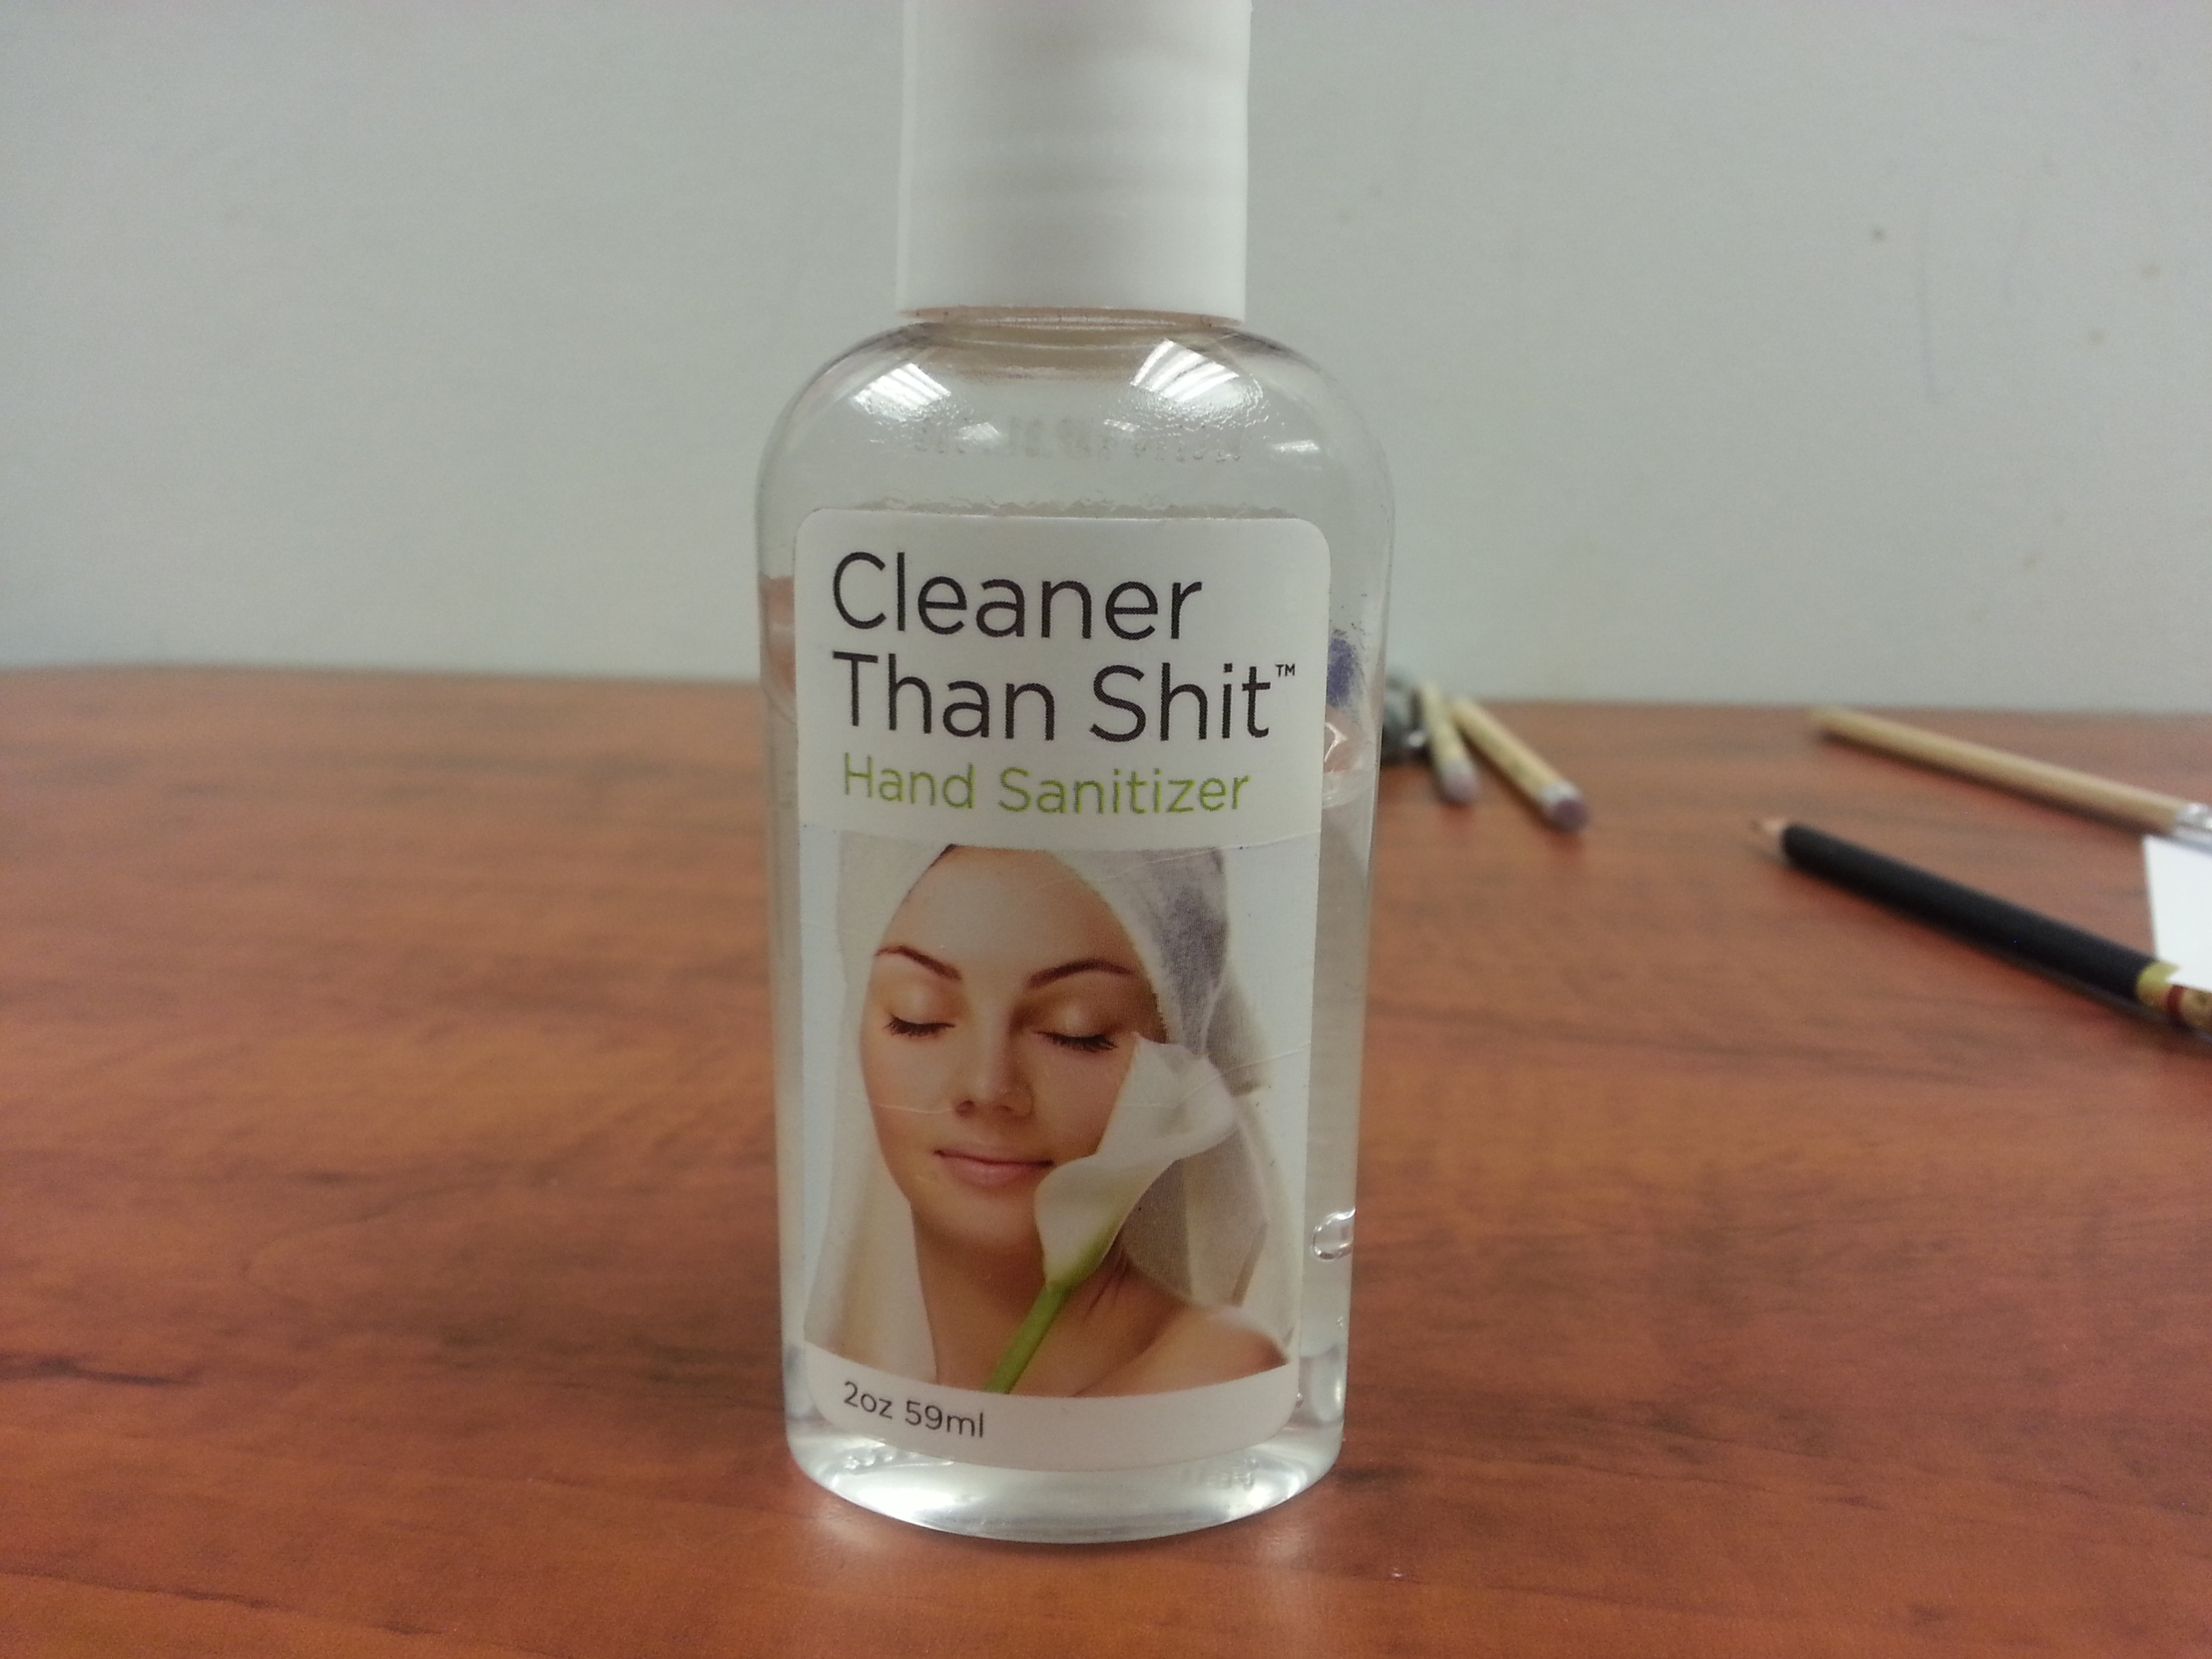 Cleaner
Than Shit™
Hand Sanitizer
2oz 59ml